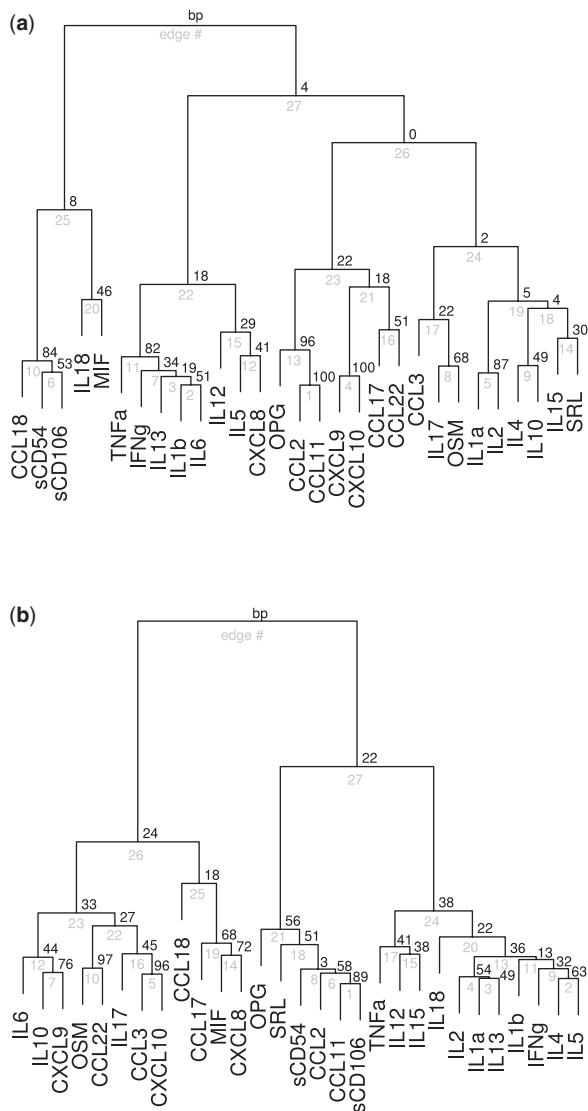 (a)
bp
edge #
4
27
0
26
8
25
2
24
46
20
18
22
22
23
18
21
22
17
5
19
4
18
84
10
53
6
82
11
34
7
19
3
51
2
29
15
41
12
96
13
100
1
100
4
51
16
68
8
87
5
49
9
30
14
CCL18
sCD54
sCD106
IL18
MIF
TNFa
IFNg
IL13
IL1b
IL6
IL12
IL5
CXCL8
OPG
CCL2
CCL11
CXCL9
CXCL10
CCL17
CCL22
CCL3
IL17
OSM
IL1a
IL2
IL4
IL10
IL15
SRL
(b)
bp
edge #
22
27
24
26
18
25
33
23
27
22
56
21
51
18
38
24
22
20
44
12
76
7
97
10
45
16
96
5
68
19
72
14
3
8
58
6
89
1
41
17
38
15
36
13
54
4
49
3
13
11
32
9
63
2
IL6
IL10
CXCL9
OSM
CCL22
IL17
CCL3
CXCL10
CCL18
CCL17
MIF
CXCL8
OPG
SRL
sCD54
CCL2
CCL11
sCD106
TNFa
IL12
IL15
IL18
IL2
IL1a
IL13
IL1b
IFNg
IL4
IL5